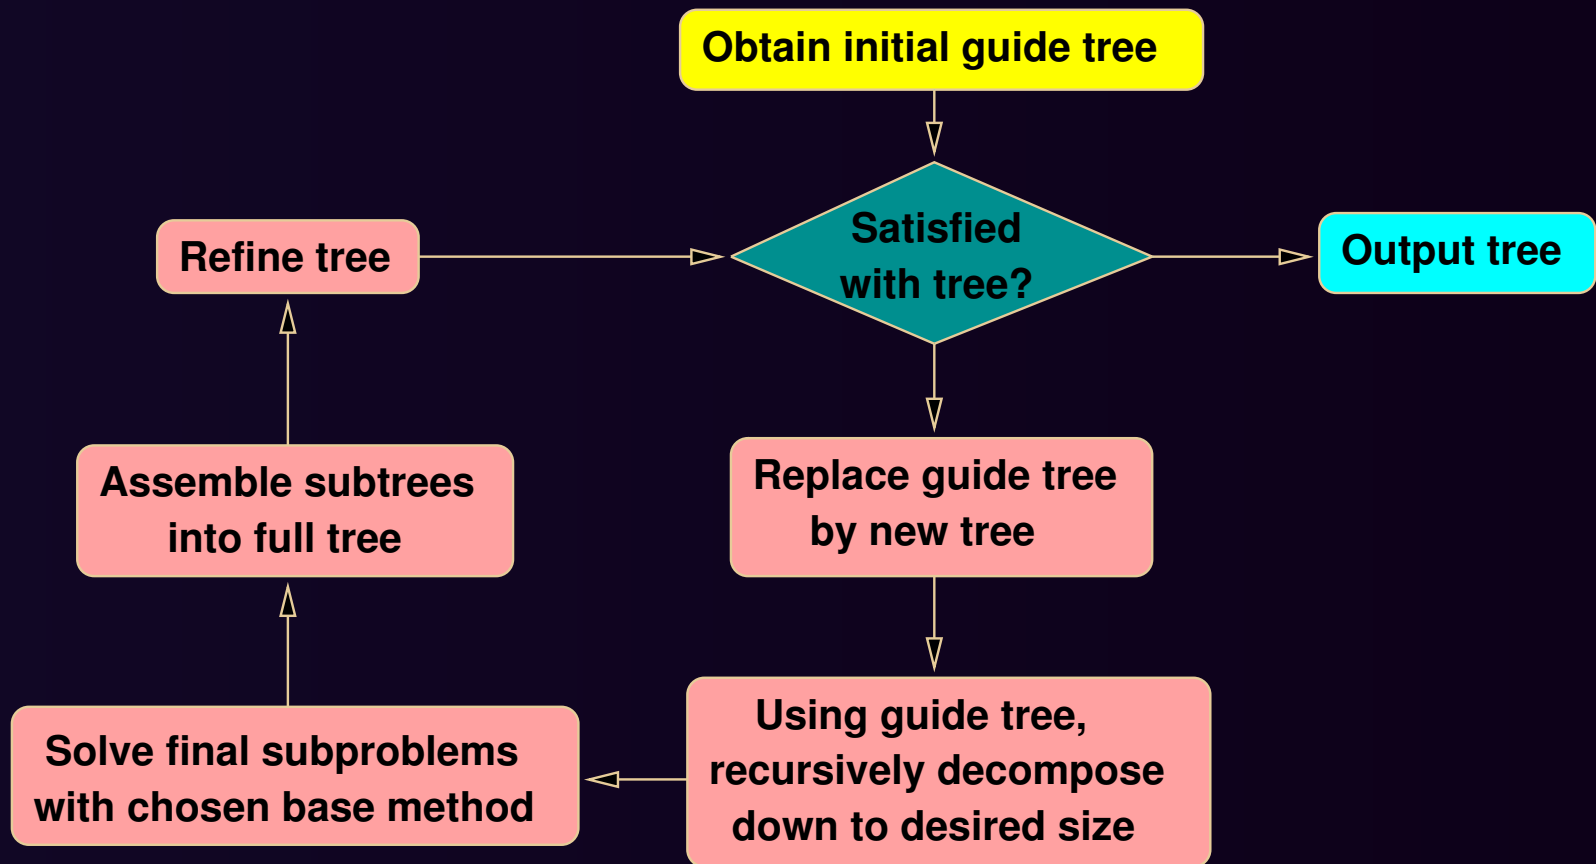 Obtain initial guide tree
Satisfied
with tree?
Output tree
Refine tree
Replace guide tree
by new tree
Assemble subtrees
into full tree
Using guide tree,
recursively decompose
down to desired size
Solve final subproblems
with chosen base method